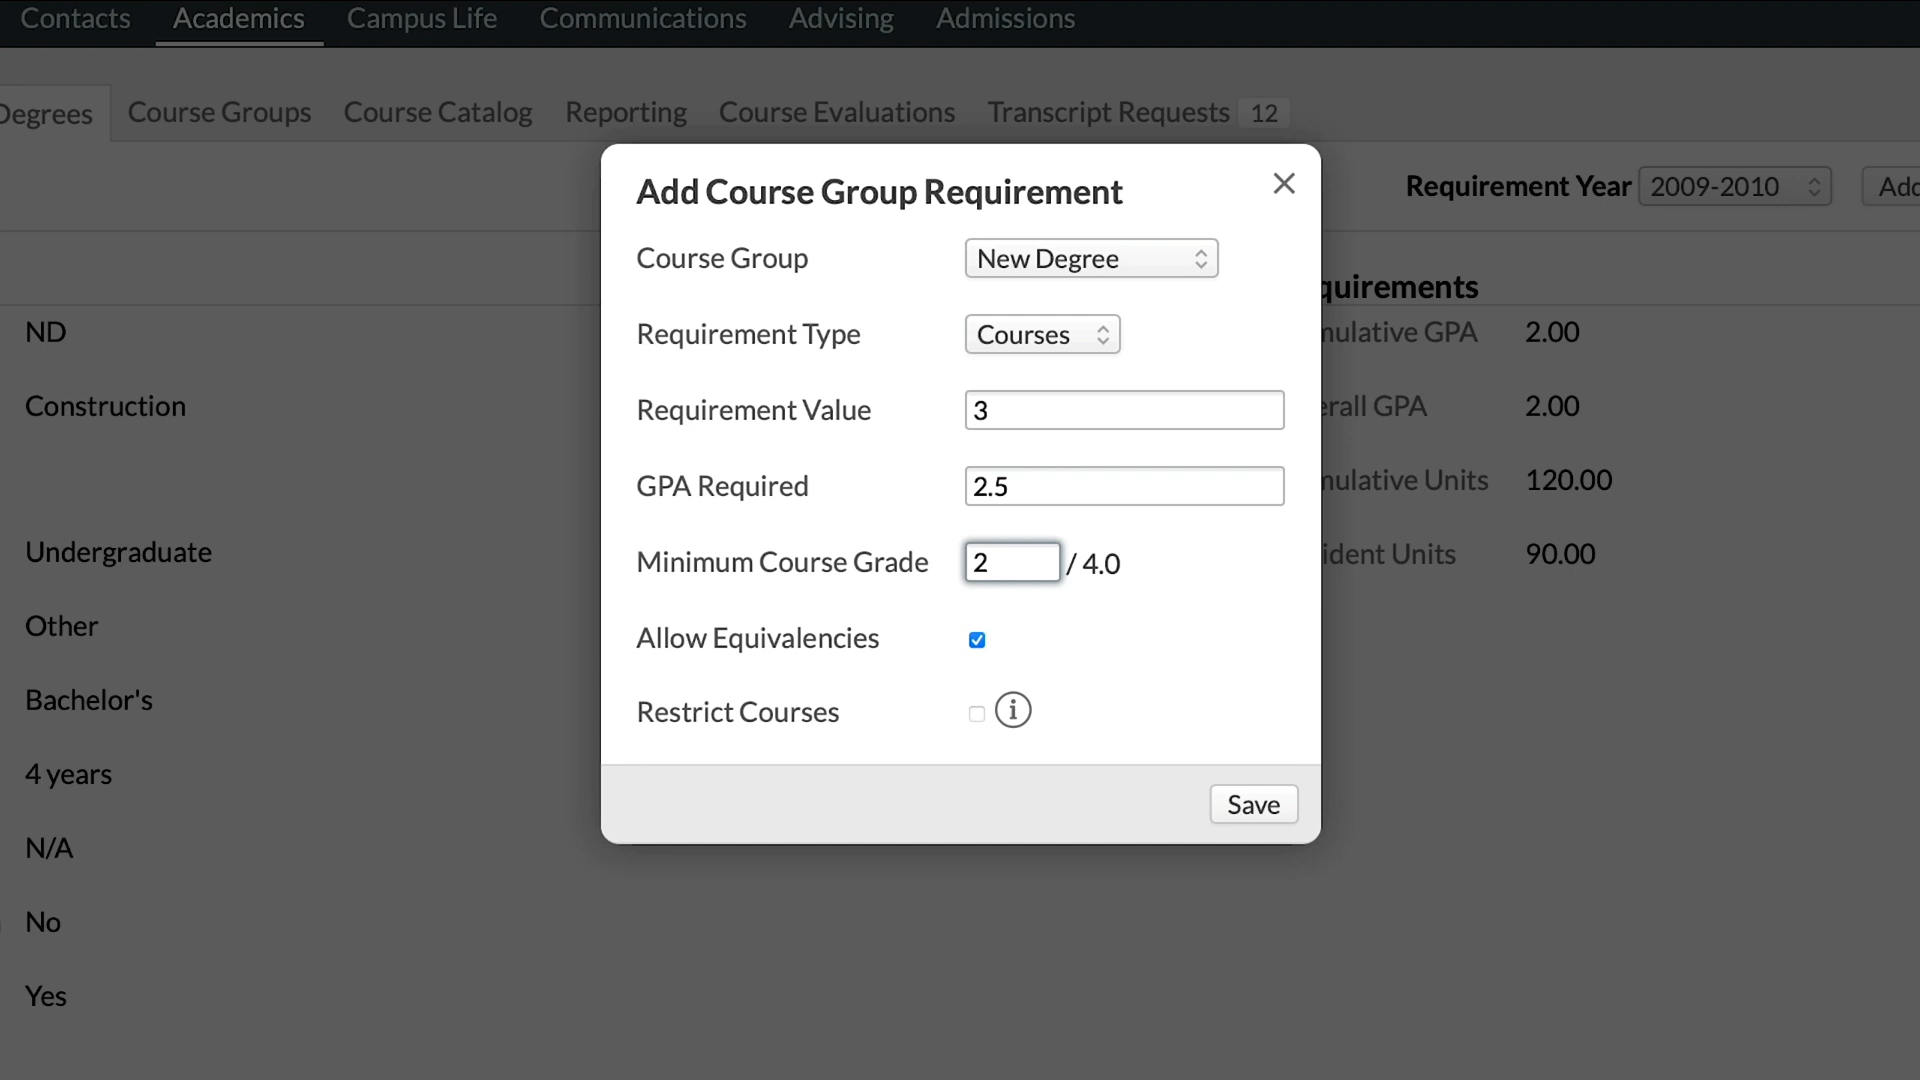 Contacts Academics Campus Life Communications Advising Admissions
Degrees Course Groups Course Catalog Reporting Course Evaluations Transcript Requests 12
Requirement Year 2009-2010
Add Course Group Requirement
Course Group New Degree
Requirement Type Courses
Requirement Value 3
GPA Required 2.5
Minimum Course Grade 2 / 4.0
Allow Equivalencies
Restrict Courses i
Save
ND
Construction
Undergraduate
Other
Bachelor's
4 years
N/A
No
Yes
quirements
mulative GPA 2.00
erall GPA 2.00
mulative Units 120.00
ident Units 90.00